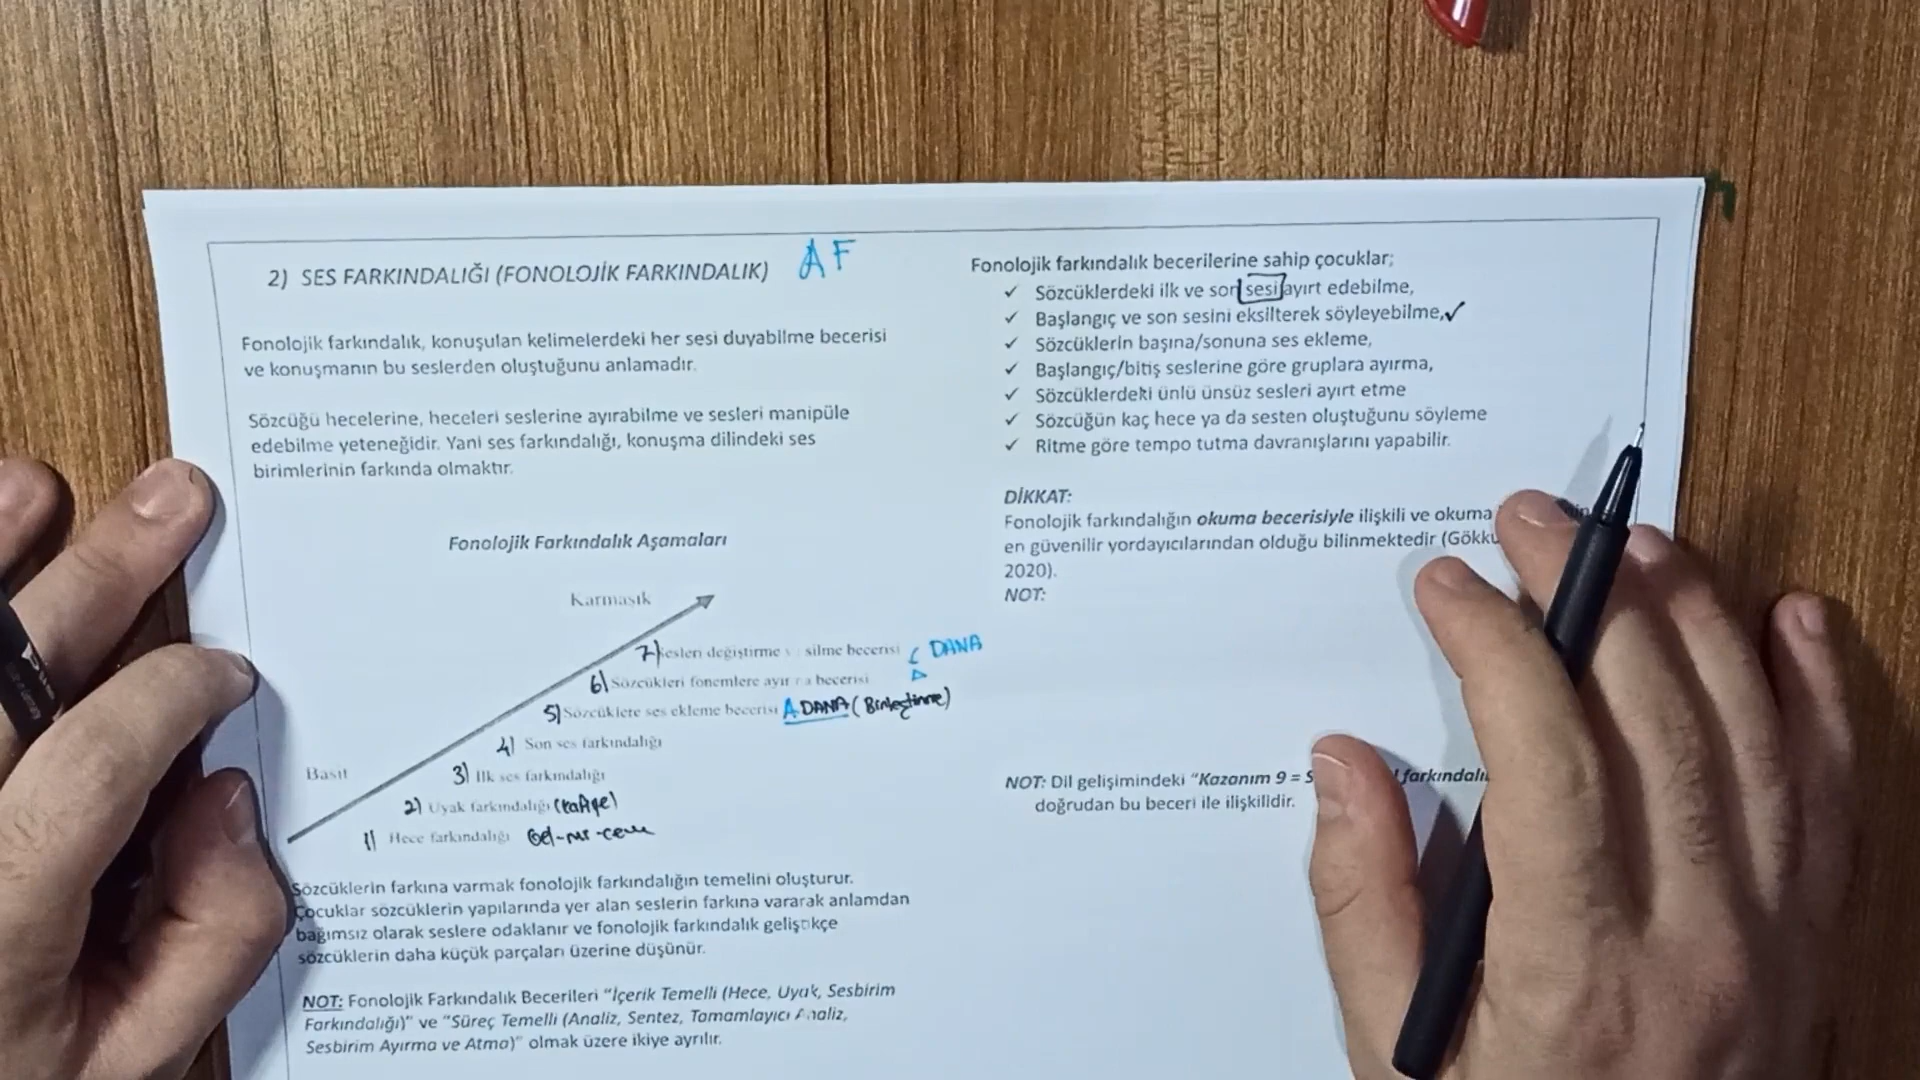 2) SES FARKINDALIĞI (FONOLOJİK FARKINDALIK) AF
Fonolojik farkındalık, konuşulan kelimelerdeki her sesi duyabilme becerisi
ve konuşmanın bu seslerden oluştuğunu anlamadır.
Sözcüğü hecelerine, heceleri seslerine ayırabilme ve sesleri manipüle
edebilme yeteneğidir. Yani ses farkındalığı, konuşma dilindeki ses
birimlerinin farkında olmaktır.
Fonolojik Farkındalık Aşamaları
Karmaşık
7) Sesleri değiştirme silme becerisi DANA
6) Sözcükleri fonemlere ayırma becerisi
5) Sözcüklere ses ekleme becerisi ADANA (Birleştirme)
4) Son ses farkındalığı
Basit
3) İlk ses farkındalığı
2) Uyak farkındalığı (kafiye)
1) Hece farkındalığı
Sözcüklerin farkına varmak fonolojik farkındalığın temelini oluşturur.
Çocuklar sözcüklerin yapılarında yer alan seslerin farkına vararak anlamdan
bağımsız olarak seslere odaklanır ve fonolojik farkındalık geliştikçe
sözcüklerin daha küçük parçaları üzerine düşünür.
NOT: Fonolojik Farkındalık Becerileri "İçerik Temelli (Hece, Uyak, Sesbirim
Farkındalığı)" ve "Süreç Temelli (Analiz, Sentez, Tamamlayıcı Analiz,
Sesbirim Ayırma ve Atma)" olmak üzere ikiye ayrılır.
Fonolojik farkındalık becerilerine sahip çocuklar;
✓ Sözcüklerdeki ilk ve son sesi ayırt edebilme,
✓ Başlangıç ve son sesini eksilterek söyleyebilme, ✓
✓ Sözcüklerin başına/sonuna ses ekleme,
✓ Başlangıç/bitiş seslerine göre gruplara ayırma,
✓ Sözcüklerdeki ünlü ünsüz sesleri ayırt etme
✓ Sözcüğün kaç hece ya da sesten oluştuğunu söyleme
✓ Ritme göre tempo tutma davranışlarını yapabilir.
DİKKAT:
Fonolojik farkındalığın okuma becerisiyle ilişkili ve okuma
en güvenilir yordayıcılarından olduğu bilinmektedir
2020).
NOT:
NOT: Dil gelişimindeki "Kazanım 9 =
doğrudan bu beceri ile ilişkilidir.